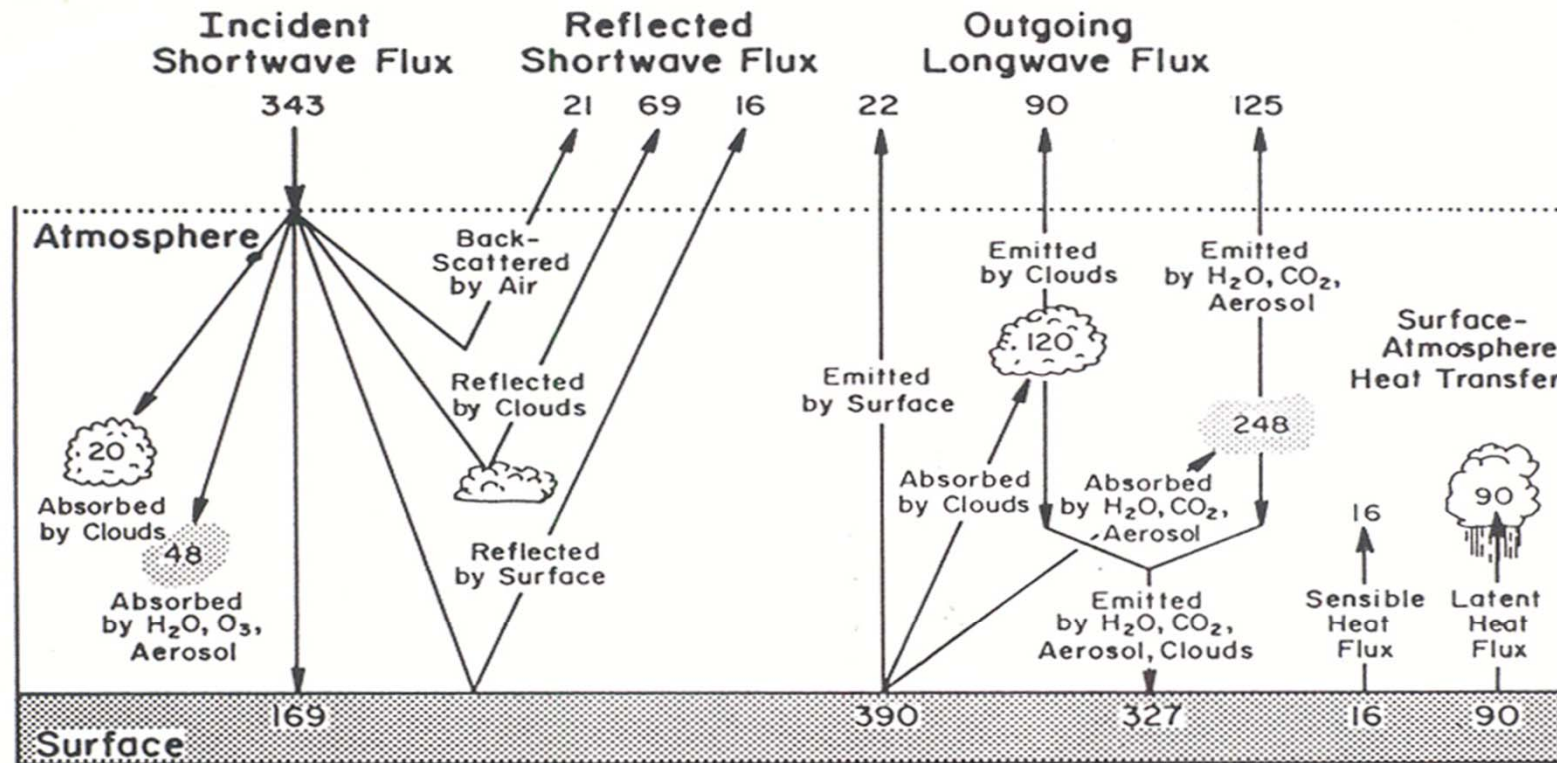 Incident
Shortwave Flux
343
Reflected
Shortwave Flux
21 69 16
Outgoing
Longwave Flux
22 90 125
Atmosphere
Back-
Scattered
by Air
Reflected
by Clouds
Reflected
by Surface
20
Absorbed
by Clouds
48
Absorbed
by H₂O, O₃,
Aerosol
Emitted
by Surface
Emitted
by Clouds
120
Absorbed
by Clouds
Emitted
by H₂O, CO₂,
Aerosol
248
Absorbed
by H₂O, CO₂,
Aerosol
Emitted
by H₂O, CO₂,
Aerosol, Clouds
Surface-
Atmosphere
Heat Transfer
16
Sensible
Heat
Flux
90
Latent
Heat
Flux
169 390 327 16 90
Surface